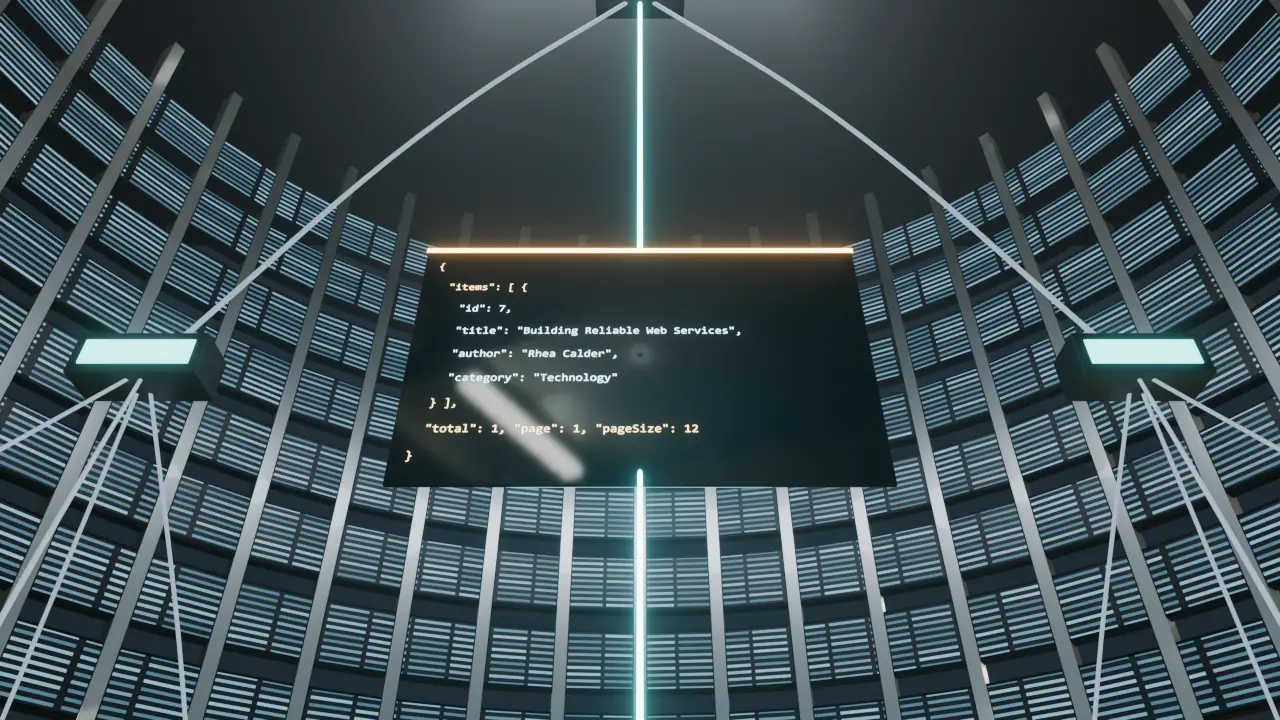 {
"items": [ {
"id": 7,
"title": "Building Reliable Web Services",
"author": "Rhea Calder",
"category": "Technology"
} ],
"total": 1, "page": 1, "pageSize": 12
}